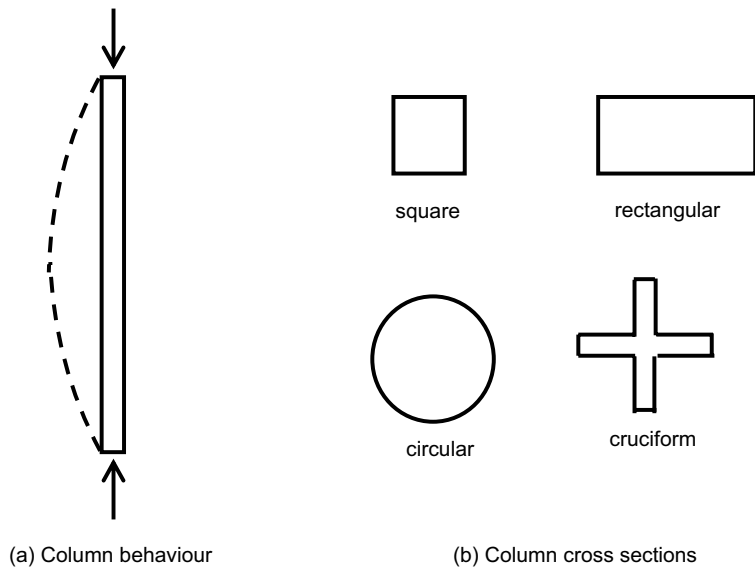 square
rectangular
circular
cruciform
(a) Column behaviour
(b) Column cross sections